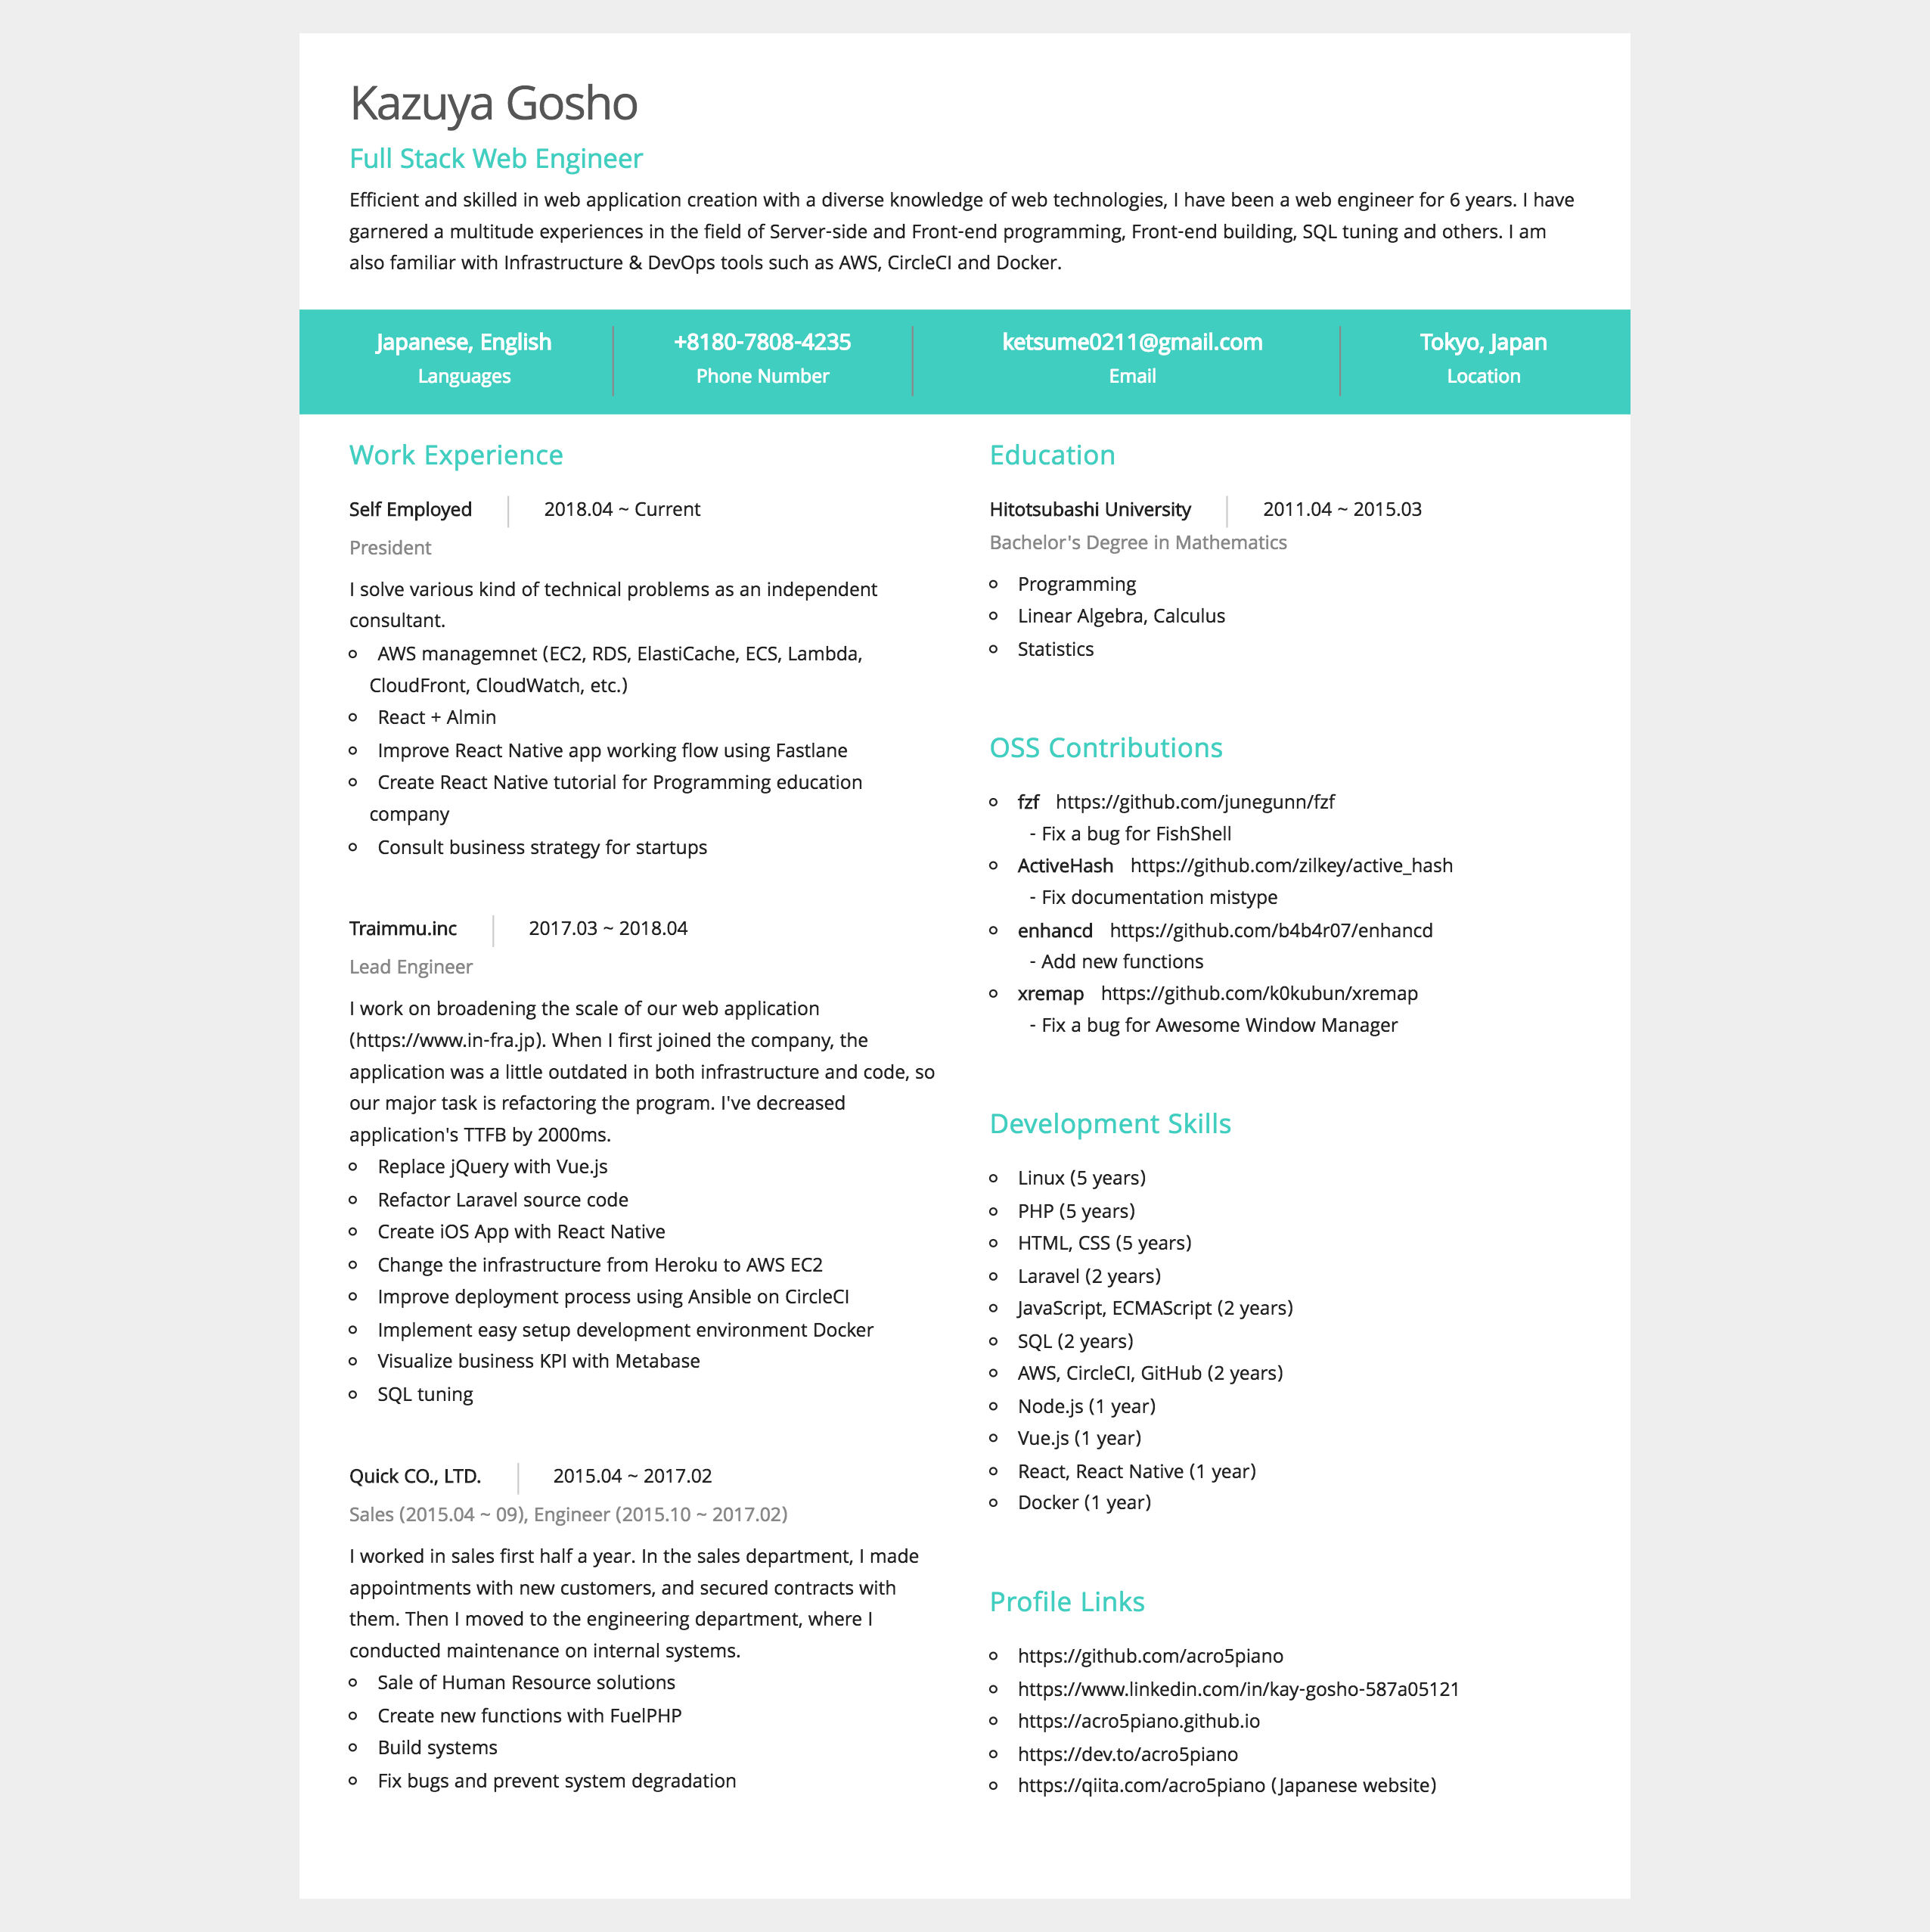 Kazuya Gosho
Full Stack Web Engineer
Efficient and skilled in web application creation with a diverse knowledge of web technologies, I have been a web engineer for 6 years. I have
garnered a multitude experiences in the field of Server-side and Front-end programming, Front-end building, SQL tuning and others. I am
also familiar with Infrastructure & DevOps tools such as AWS, CircleCI and Docker.
Japanese, English
Languages
+8180-7808-4235
Phone Number
ketsume0211@gmail.com
Email
Tokyo, Japan
Location
Work Experience
Self Employed 2018.04 ~ Current
President
I solve various kind of technical problems as an independent
consultant.
AWS managemnet (EC2, RDS, ElastiCache, ECS, Lambda,
CloudFront, CloudWatch, etc.)
React + Almin
Improve React Native app working flow using Fastlane
Create React Native tutorial for Programming education
company
Consult business strategy for startups
Traimmu.inc 2017.03 ~ 2018.04
Lead Engineer
I work on broadening the scale of our web application
(https://www.in-fra.jp). When I first joined the company, the
application was a little outdated in both infrastructure and code, so
our major task is refactoring the program. I've decreased
application's TTFB by 2000ms.
Replace jQuery with Vue.js
Refactor Laravel source code
Create iOS App with React Native
Change the infrastructure from Heroku to AWS EC2
Improve deployment process using Ansible on CircleCI
Implement easy setup development environment Docker
Visualize business KPI with Metabase
SQL tuning
Quick CO., LTD. 2015.04 ~ 2017.02
Sales (2015.04 ~ 09), Engineer (2015.10 ~ 2017.02)
I worked in sales first half a year. In the sales department, I made
appointments with new customers, and secured contracts with
them. Then I moved to the engineering department, where I
conducted maintenance on internal systems.
Sale of Human Resource solutions
Create new functions with FuelPHP
Build systems
Fix bugs and prevent system degradation
Education
Hitotsubashi University 2011.04 ~ 2015.03
Bachelor's Degree in Mathematics
Programming
Linear Algebra, Calculus
Statistics
OSS Contributions
fzf https://github.com/junegunn/fzf
- Fix a bug for FishShell
ActiveHash https://github.com/zilkey/active_hash
- Fix documentation mistype
enhancd https://github.com/b4b4r07/enhancd
- Add new functions
xremap https://github.com/k0kubun/xremap
- Fix a bug for Awesome Window Manager
Development Skills
Linux (5 years)
PHP (5 years)
HTML, CSS (5 years)
Laravel (2 years)
JavaScript, ECMAScript (2 years)
SQL (2 years)
AWS, CircleCI, GitHub (2 years)
Node.js (1 year)
Vue.js (1 year)
React, React Native (1 year)
Docker (1 year)
Profile Links
https://github.com/acro5piano
https://www.linkedin.com/in/kay-gosho-587a05121
https://acro5piano.github.io
https://dev.to/acro5piano
https://qiita.com/acro5piano (Japanese website)